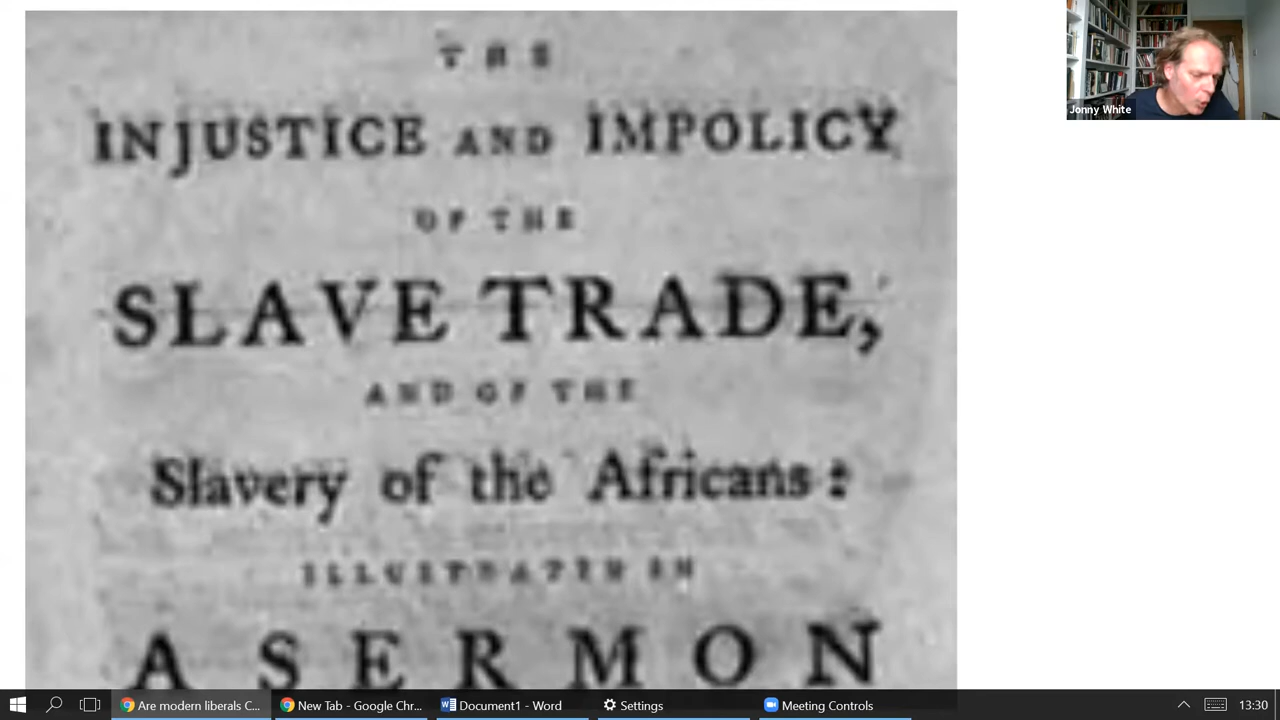 THE
INJUSTICE AND IMPOLICY
OF THE
SLAVE TRADE,
AND OF THE
Slavery of the Africans:
ILLUSTRATED IN
A SERMON
Jonny White
Are modern liberals C...
New Tab - Google Chr...
Document1 - Word
Settings
Meeting Controls
13:30